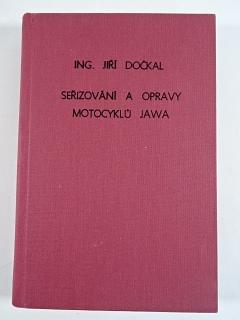 ING. JIŘÍ DOČKAL
SEŘIZOVÁNÍ A OPRAVY
MOTOCYKLŮ JAWA